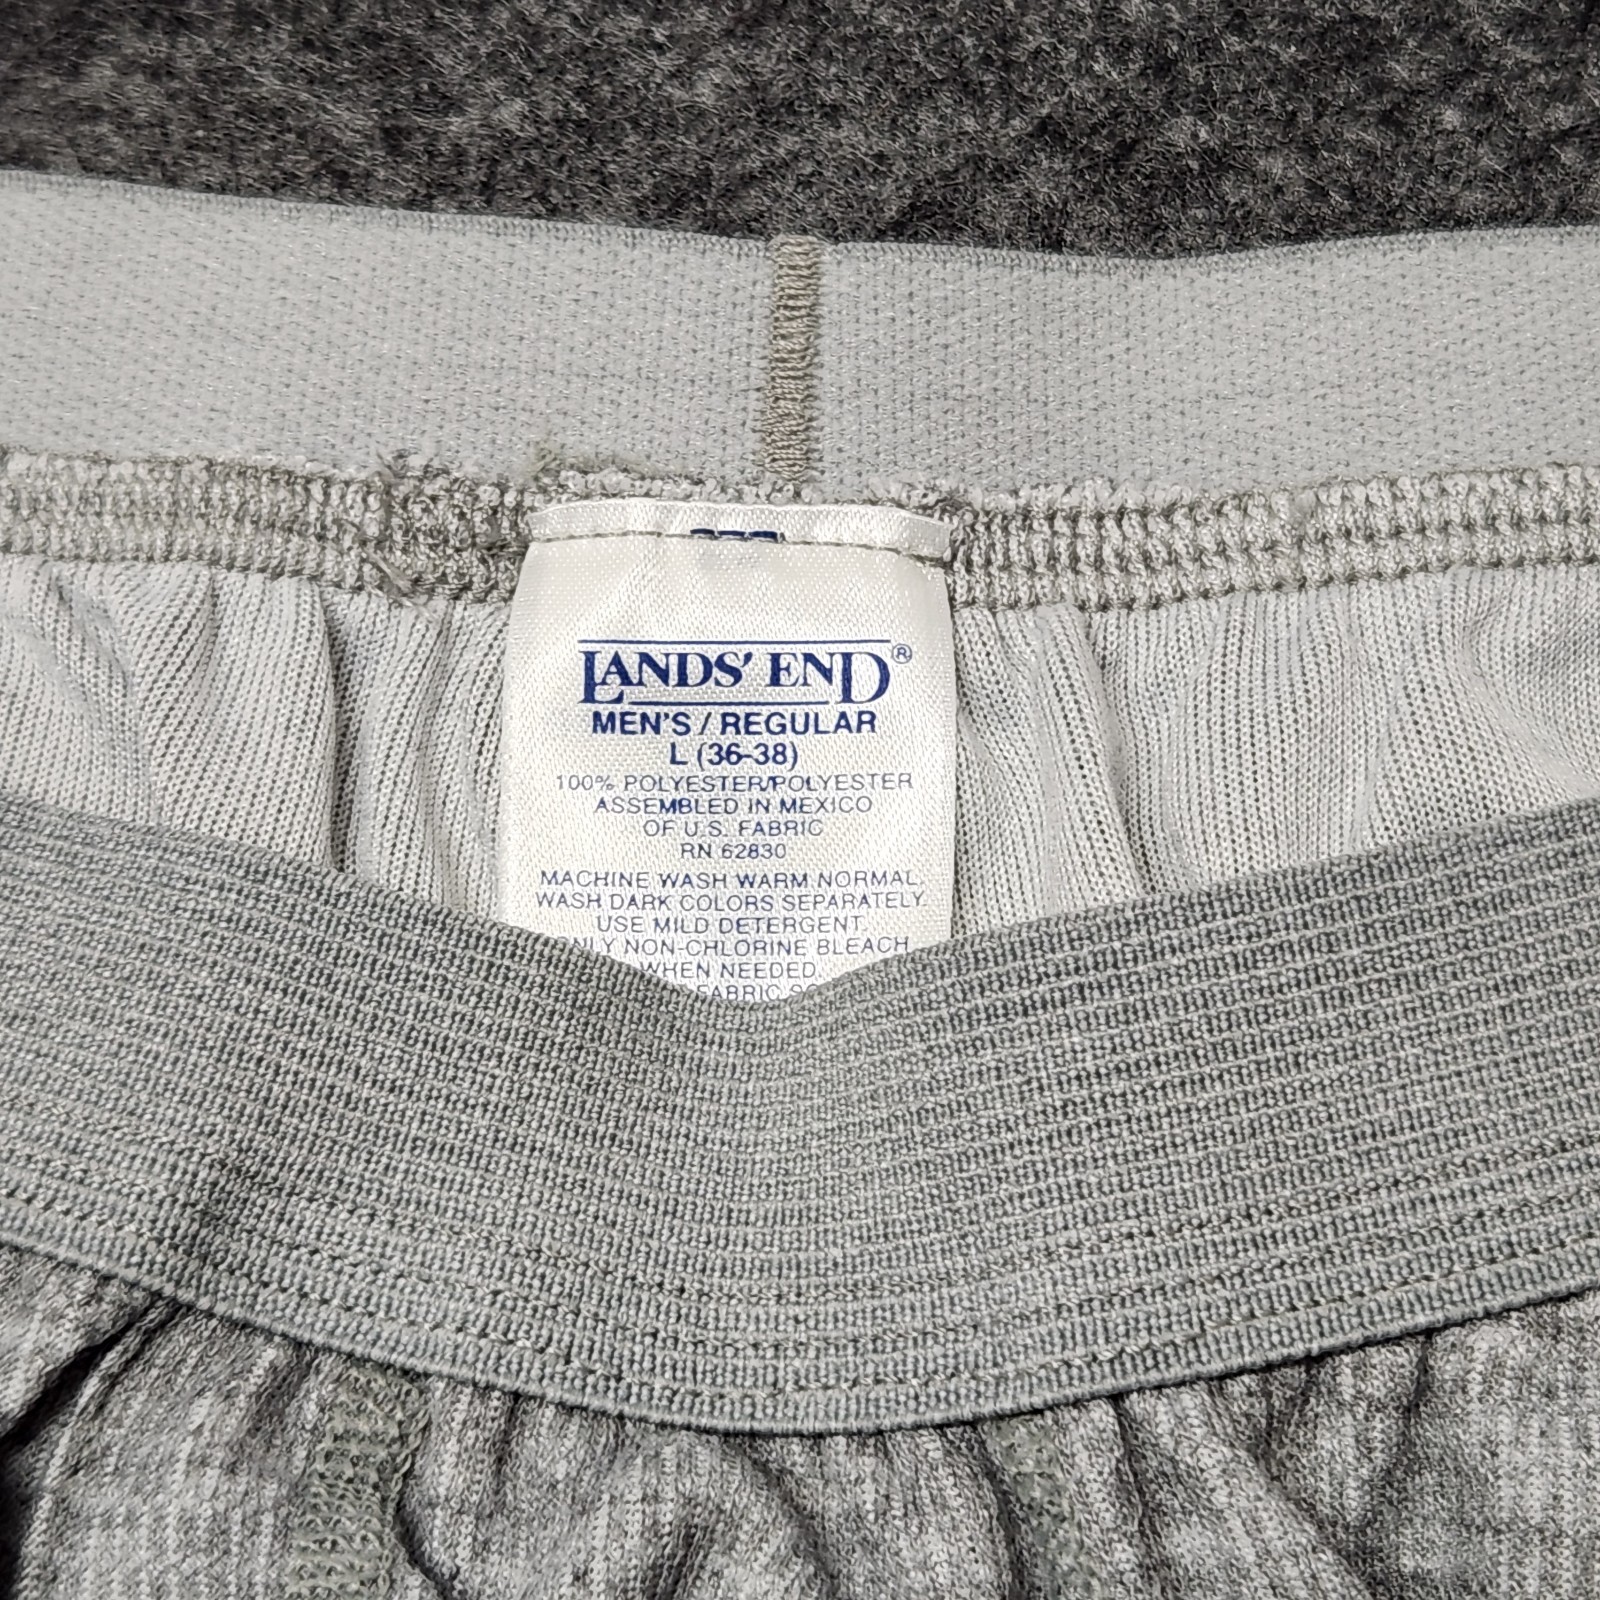 LANDS' END®
MEN'S / REGULAR
L (36-38)
100% POLYESTER/POLYESTER
ASSEMBLED IN MEXICO
OF U.S. FABRIC
RN 62830
MACHINE WASH WARM NORMAL,
WASH DARK COLORS SEPARATELY.
USE MILD DETERGENT.
NON-CHLORINE BLEACH
WHEN NEEDED.
FABRIC